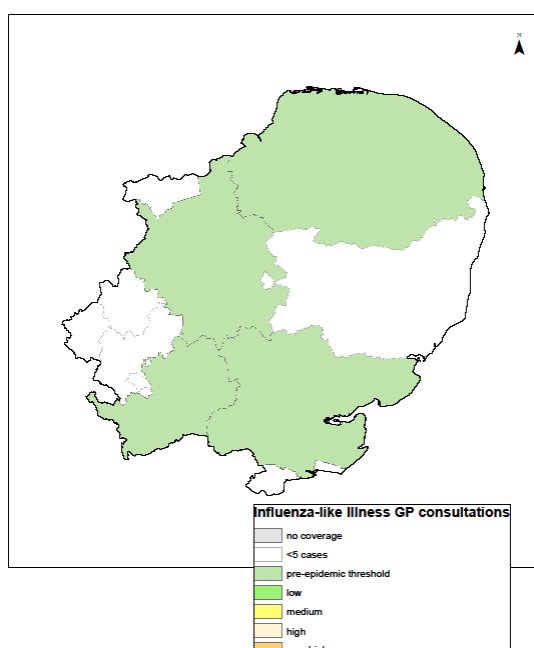 N
Influenza-like Illness GP consultations
no coverage
<5 cases
pre-epidemic threshold
low
medium
high